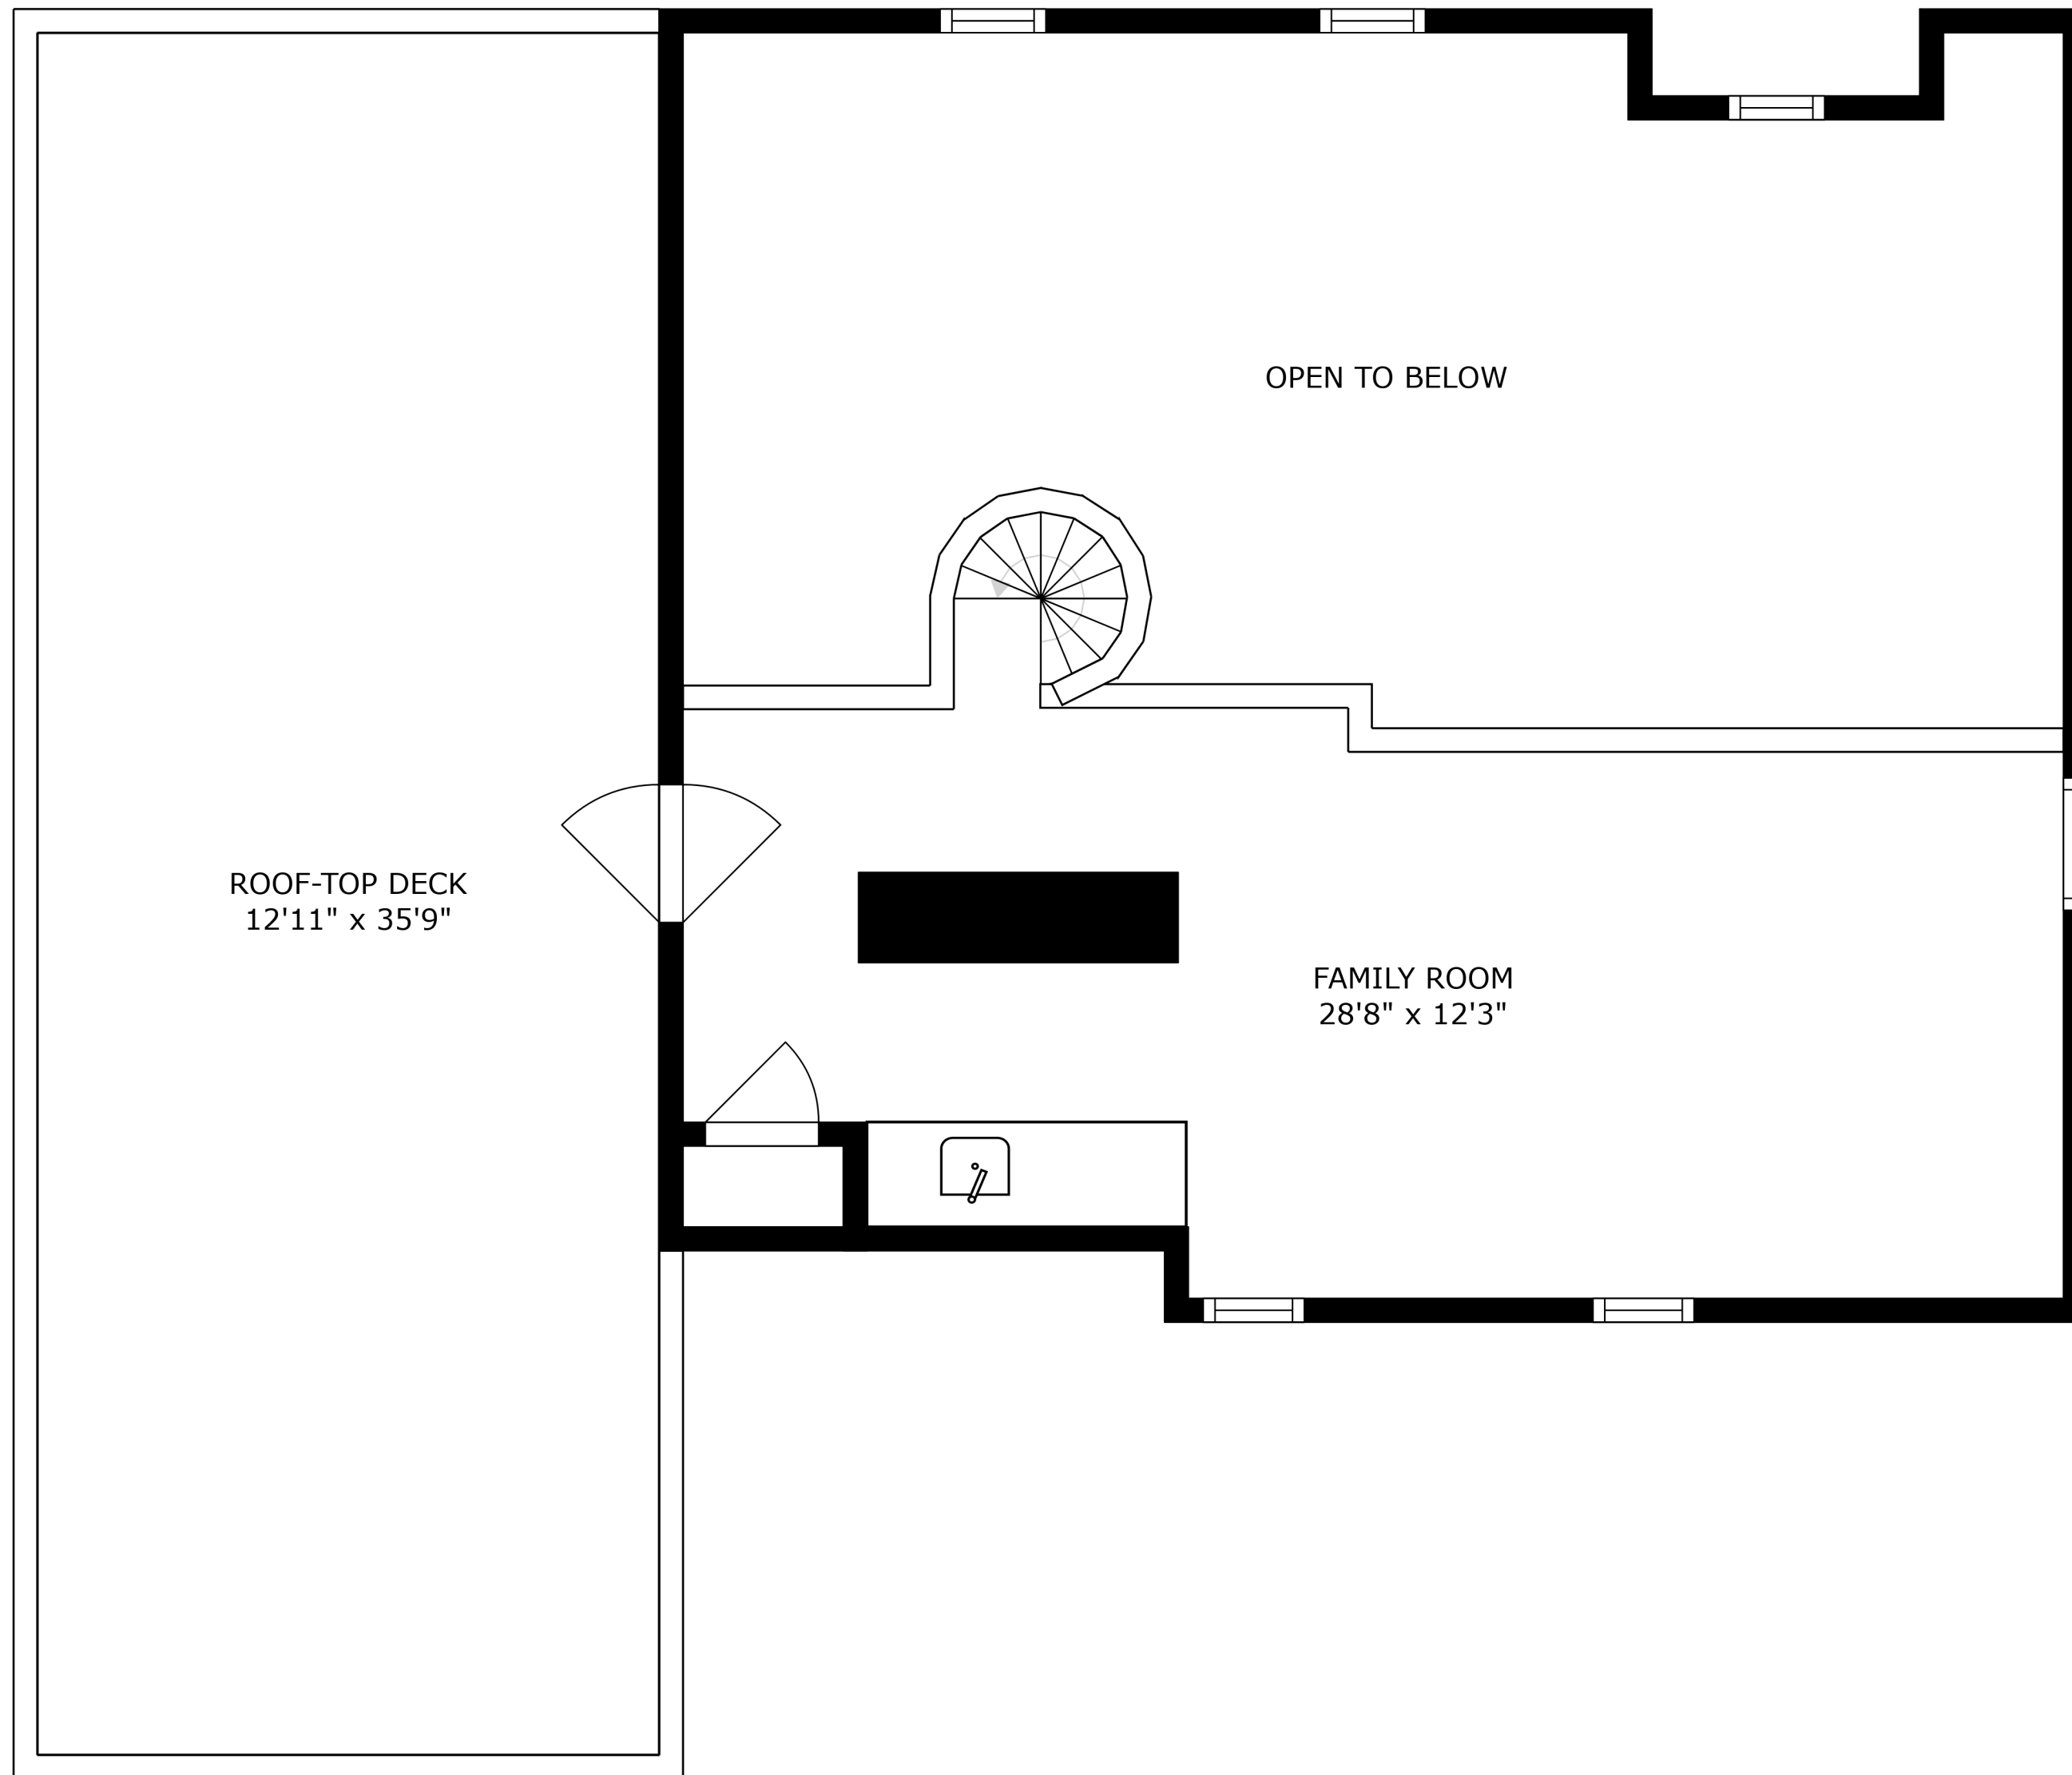 OPEN TO BELOW
ROOF-TOP DECK
12'11" x 35'9"
FAMILY ROOM
28'8" x 12'3"